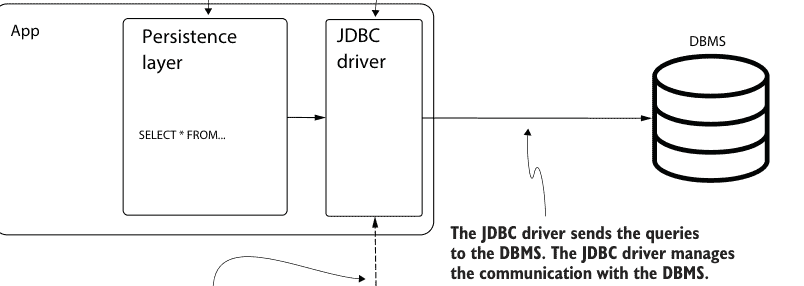 App
Persistence
layer
SELECT * FROM...
JDBC
driver
DBMS
The JDBC driver sends the queries
to the DBMS. The JDBC driver manages
the communication with the DBMS.